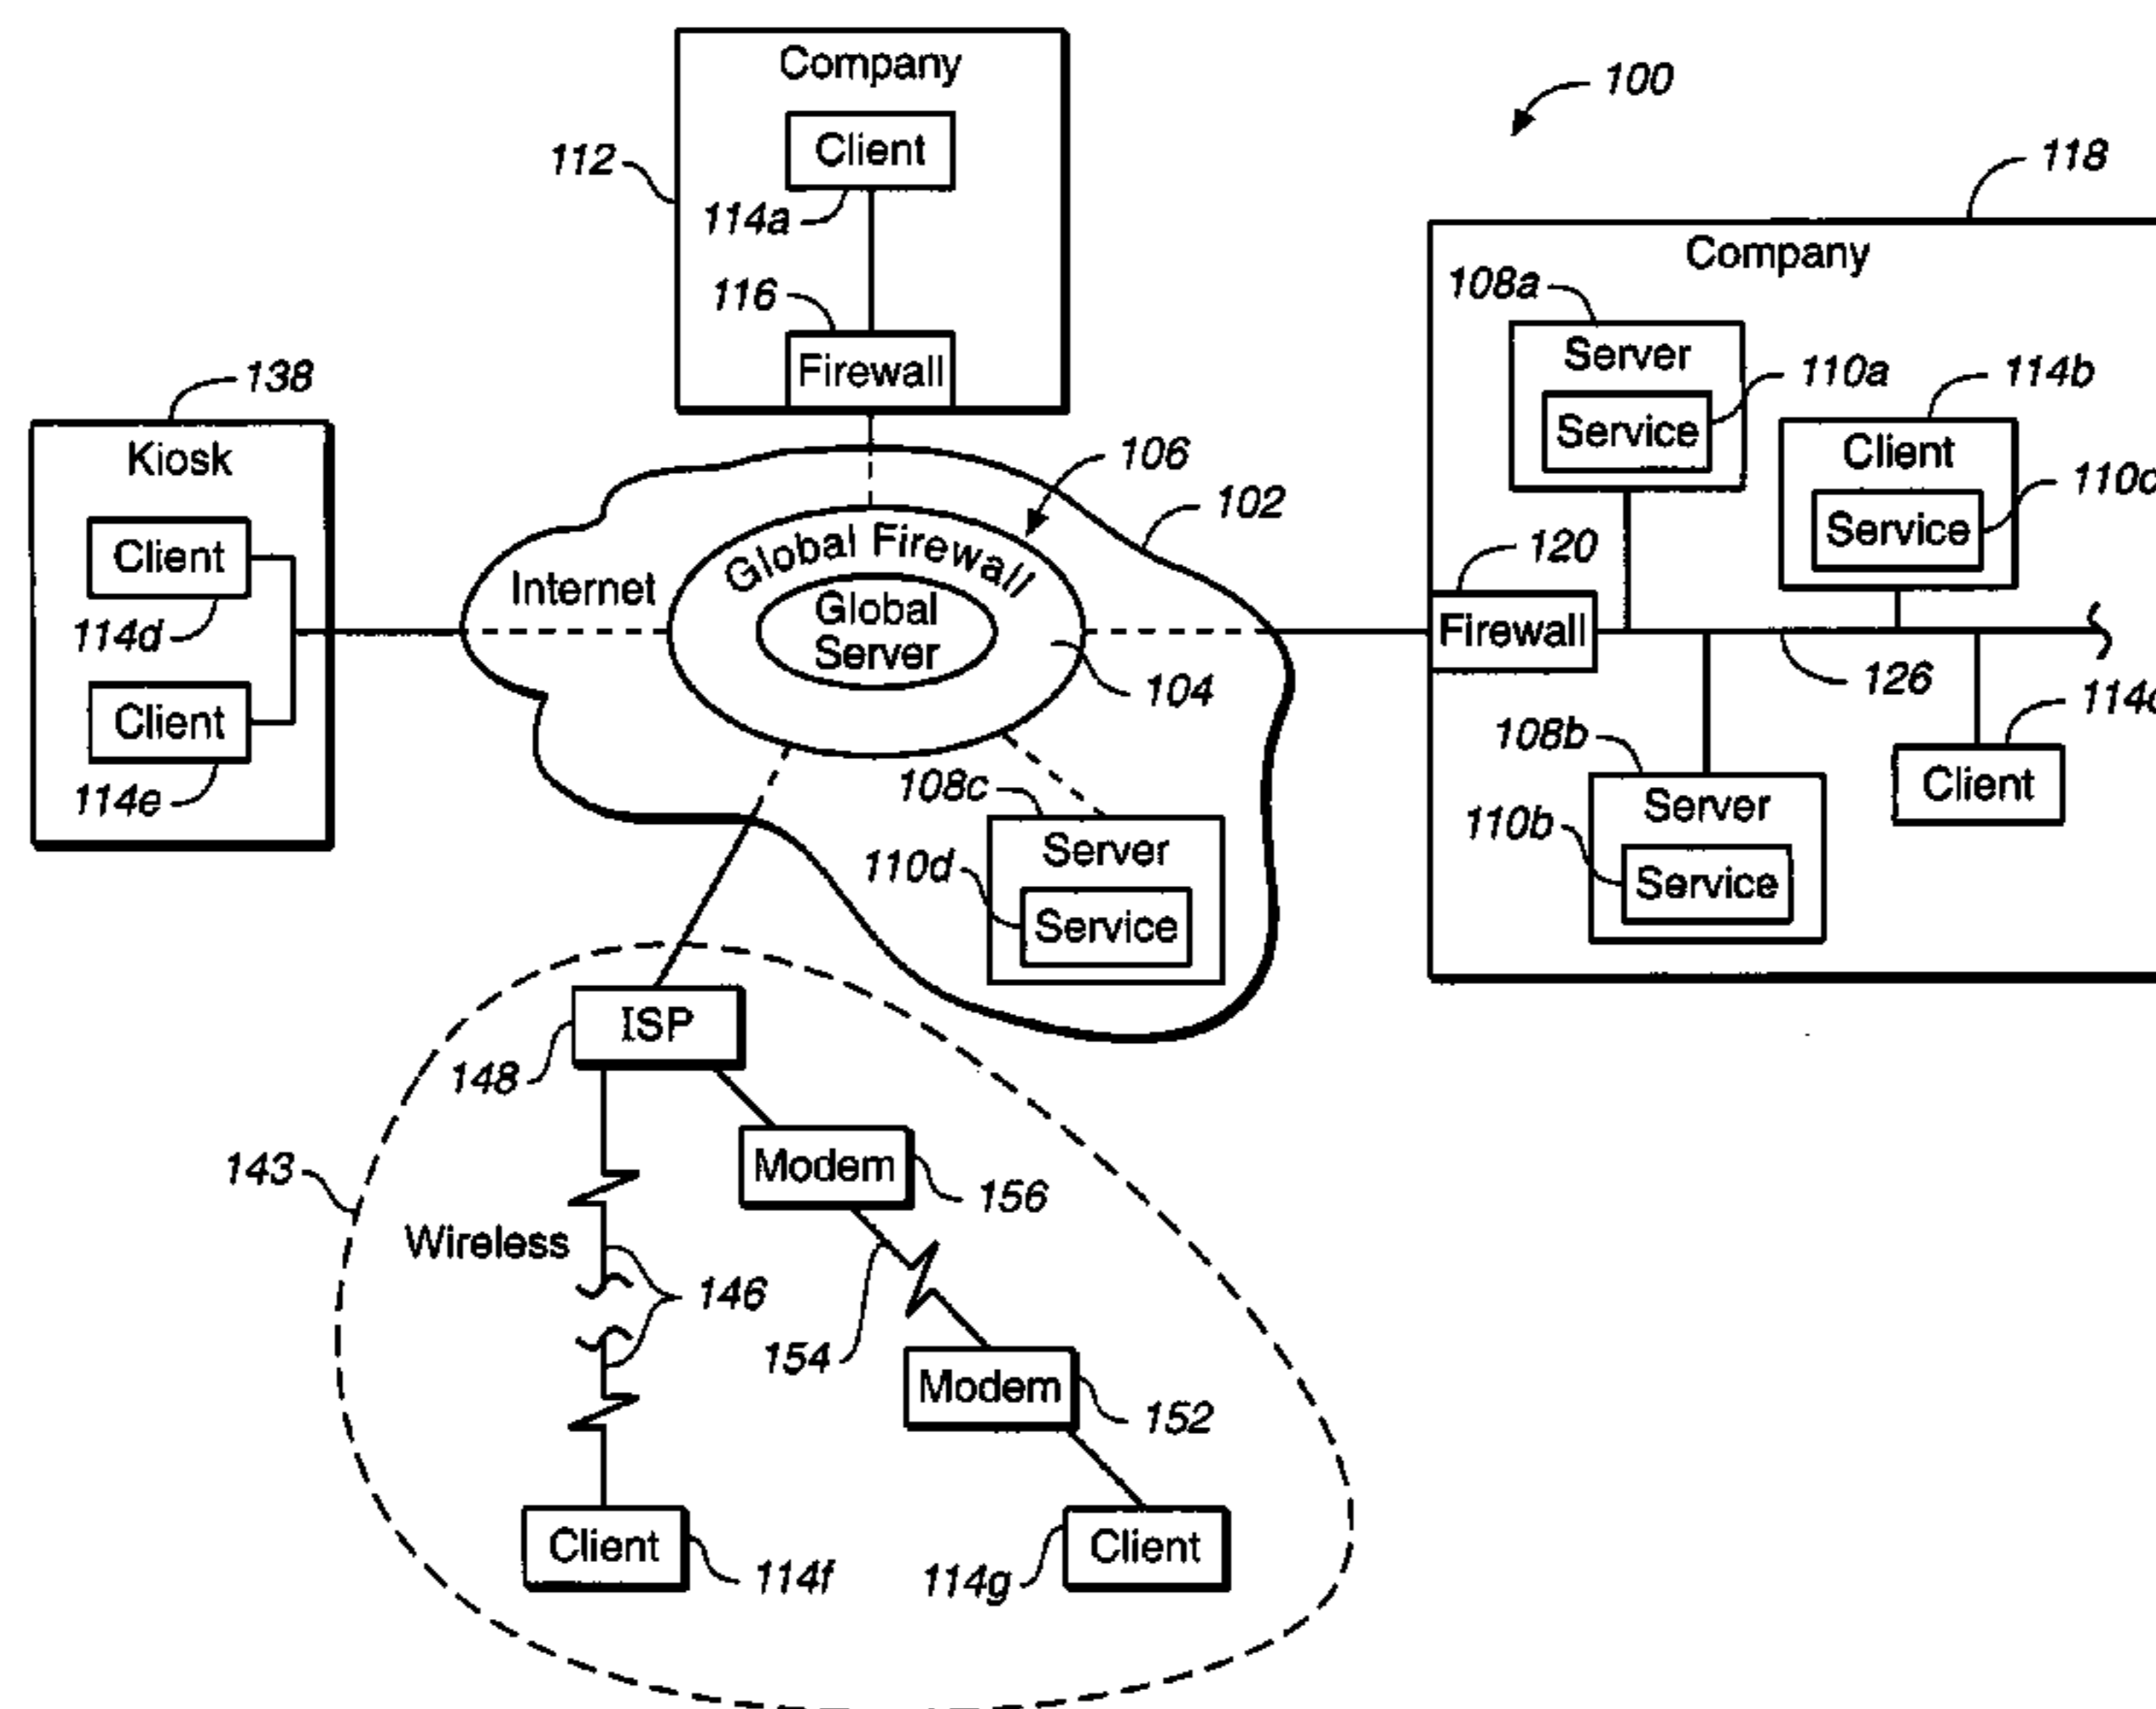 Company
100
Client
112
118
114a
Company
108a
116
Server
110a
114b
138
Firewall
Service
Client
Kiosk
106
110
102
Service
Client
Global Firewall
120
Internet
Global
Server
Firewall
114d
104
126
114
Client
108b
114e
108c
Client
Server
110b
Server
110d
Service
Service
ISP
148
143
Modem
156
Wireless
146
154
Modem
152
Client
114f
Client
114g